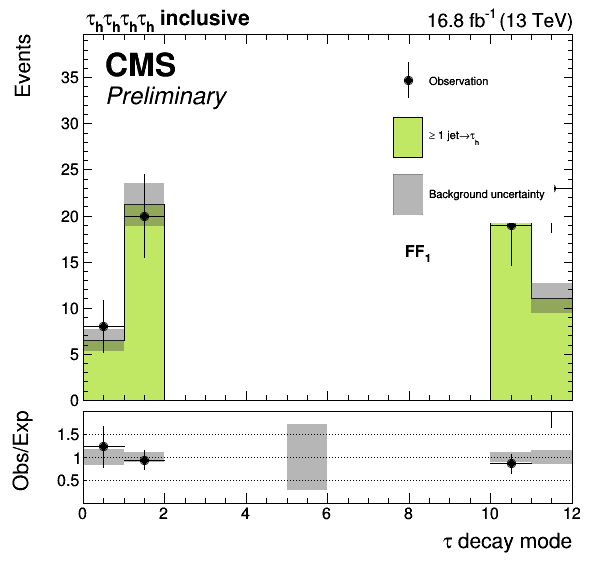 τhτhτhτh inclusive
16.8 fb-1 (13 TeV)
Events
CMS
Preliminary
Observation
≥ 1 jet→τh
Background uncertainty
FF1
35
30
25
20
15
10
5
0
Obs/Exp
1.5
1
0.5
0 2 4 6 8 10 12
τ decay mode